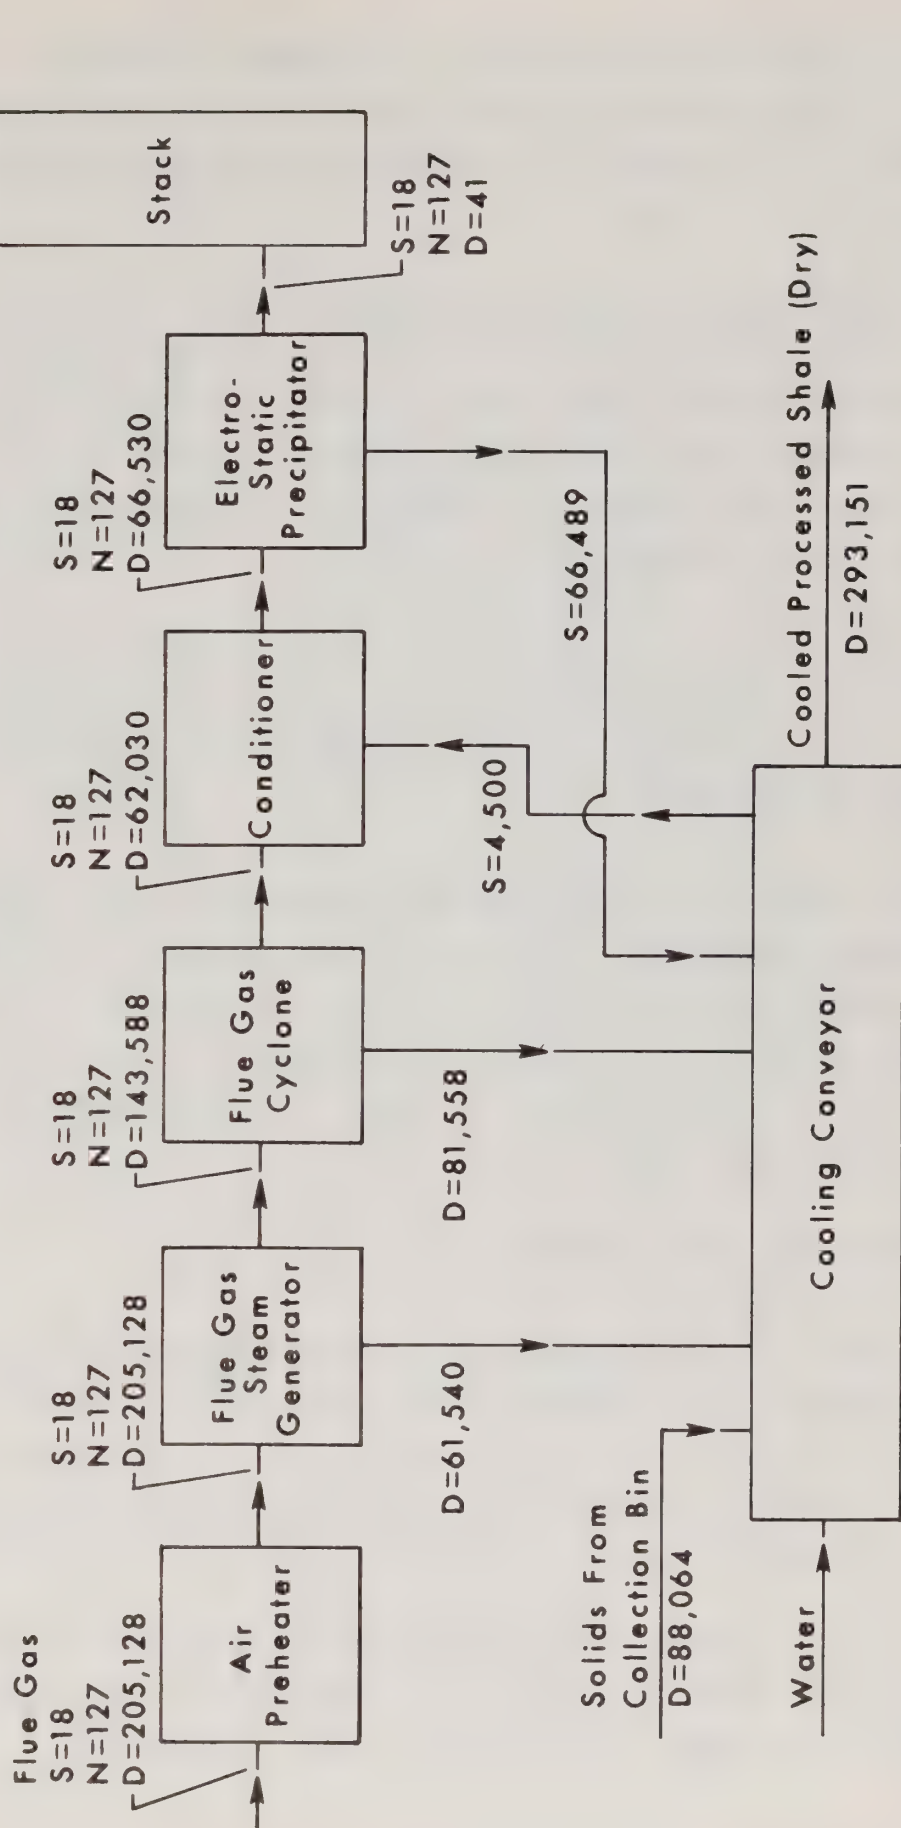 Flue Gas
S=18
N=127
D=205,128
Air
Preheater
S=18
N=127
D=205,128
Flue Gas
Steam
Generator
S=18
N=127
D=143,588
Flue Gas
Cyclone
S=18
N=127
D=62,030
Conditioner
S=18
N=127
D=66,530
Electro-
Static
Precipitator
S=18
N=127
D=41
Stack
D=61,540
D=81,558
S=4,500
S=66,489
Solids From
Collection Bin
D=88,064
Water
Cooling Conveyor
Cooled Processed Shale (Dry)
D=293,151